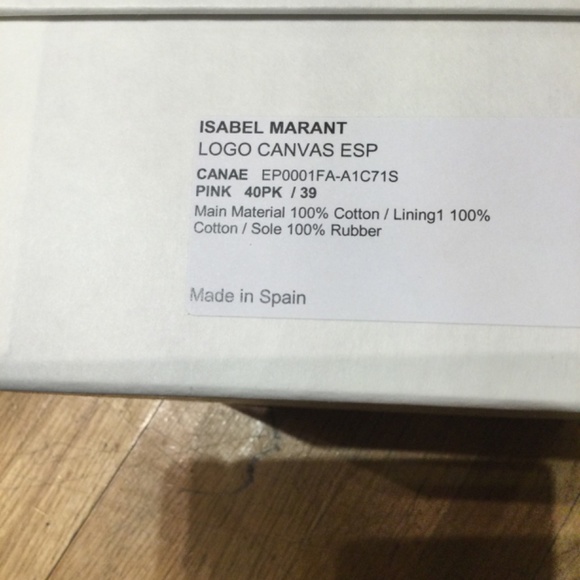 ISABEL MARANT
LOGO CANVAS ESP
CANAE EP0001FA-A1C71S
PINK 40PK / 39
Main Material 100% Cotton / Lining1 100%
Cotton / Sole 100% Rubber
Made in Spain